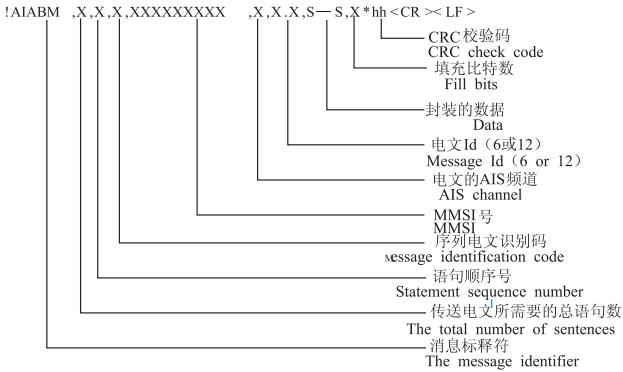 !AIABM ,X,X,X,XXXXXXXXX ,X,X.X,S—S,X*hh<CR><LF>
CRC校验码
CRC check code
填充比特数
Fill bits
封装的数据
Data
电文Id（6或12）
Message Id（6 or 12）
电文的AIS频道
AIS channel
MMSI号
MMSI
序列电文识别码
Message identification code
语句顺序号
Statement sequence number
传送电文所需要的总语句数
The total number of sentences
消息标释符
The message identifier